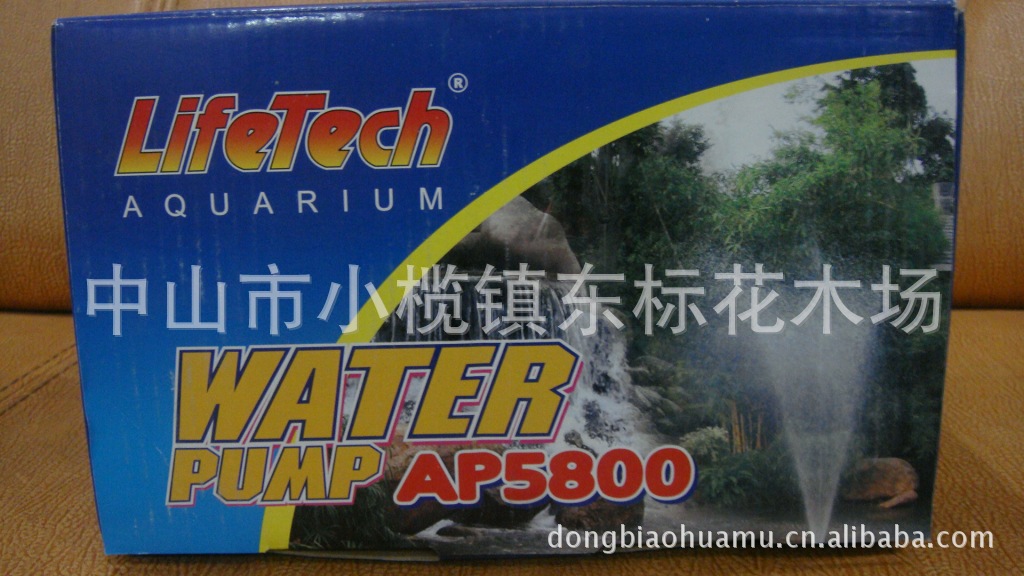 LifeTech®
AQUARIUM
中山市小榄镇东标花木场
WATER
PUMP AP5800
dongbiaohuamu.cn.alibaba.com